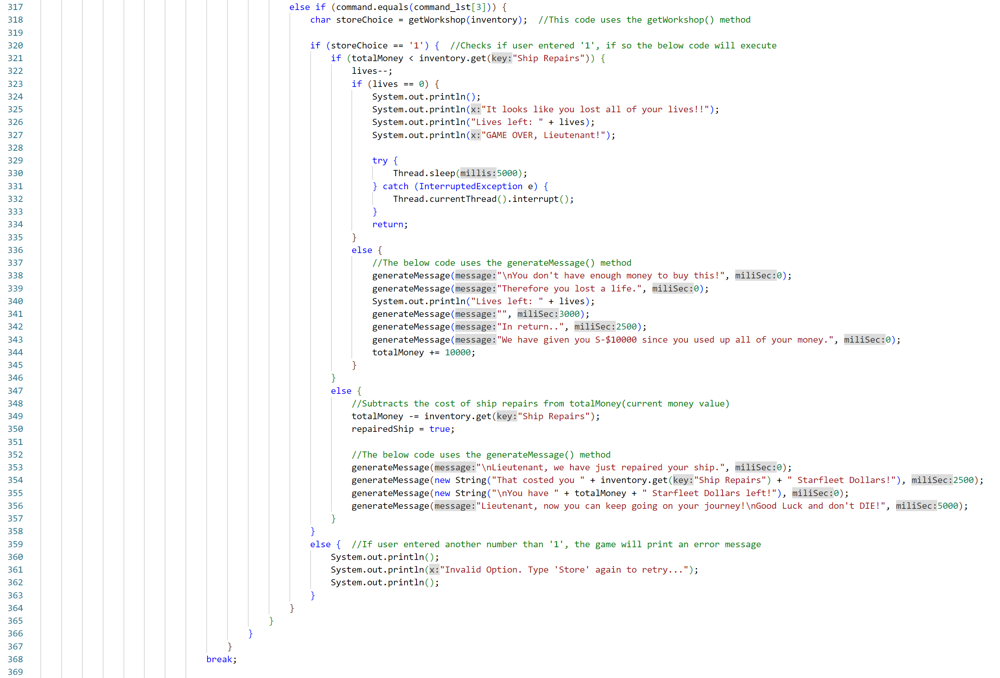 317 else if (command.equals(command_lst[3])) {
318 char storeChoice = getWorkshop(inventory);  //This code uses the getWorkshop() method
319
320 if (storeChoice == '1') {  //Checks if user entered '1', if so the below code will execute
321 if (totalMoney < inventory.get(key:"Ship Repairs")) {
322 lives--;
323 if (lives == 0) {
324 System.out.println();
325 System.out.println(x:"It looks like you lost all of your lives!!");
326 System.out.println("Lives left: " + lives);
327 System.out.println(x:"GAME OVER, Lieutenant!");
328
329 try {
330 Thread.sleep(millis:5000);
331 } catch (InterruptedException e) {
332 Thread.currentThread().interrupt();
333 }
334 return;
335 }
336 else {
337 //The below code uses the generateMessage() method
338 generateMessage(message:"\nYou don't have enough money to buy this!", miliSec:0);
339 generateMessage(message:"Therefore you lost a life.", miliSec:0);
340 System.out.println("Lives left: " + lives);
341 generateMessage(message:"", miliSec:3000);
342 generateMessage(message:"In return..", miliSec:2500);
343 generateMessage(message:"We have given you S-$10000 since you used up all of your money.", miliSec:0);
344 totalMoney += 10000;
345 }
346 }
347 else {
348 //Subtracts the cost of ship repairs from totalMoney(current money value)
349 totalMoney -= inventory.get(key:"Ship Repairs");
350 repairedShip = true;
351
352 //The below code uses the generateMessage() method
353 generateMessage(message:"\nLieutenant, we have just repaired your ship.", miliSec:0);
354 generateMessage(new String("That costed you " + inventory.get(key:"Ship Repairs") + " Starfleet Dollars!"), miliSec:2500);
355 generateMessage(new String("\nYou have " + totalMoney + " Starfleet Dollars left!"), miliSec:0);
356 generateMessage(message:"Lieutenant, now you can keep going on your journey!\nGood Luck and don't DIE!", miliSec:5000);
357 }
358 }
359 else {  //If user entered another number than '1', the game will print an error message
360 System.out.println();
361 System.out.println(x:"Invalid Option. Type 'Store' again to retry...");
362 System.out.println();
363 }
364 }
365 }
366 }
367 }
368 break;
369